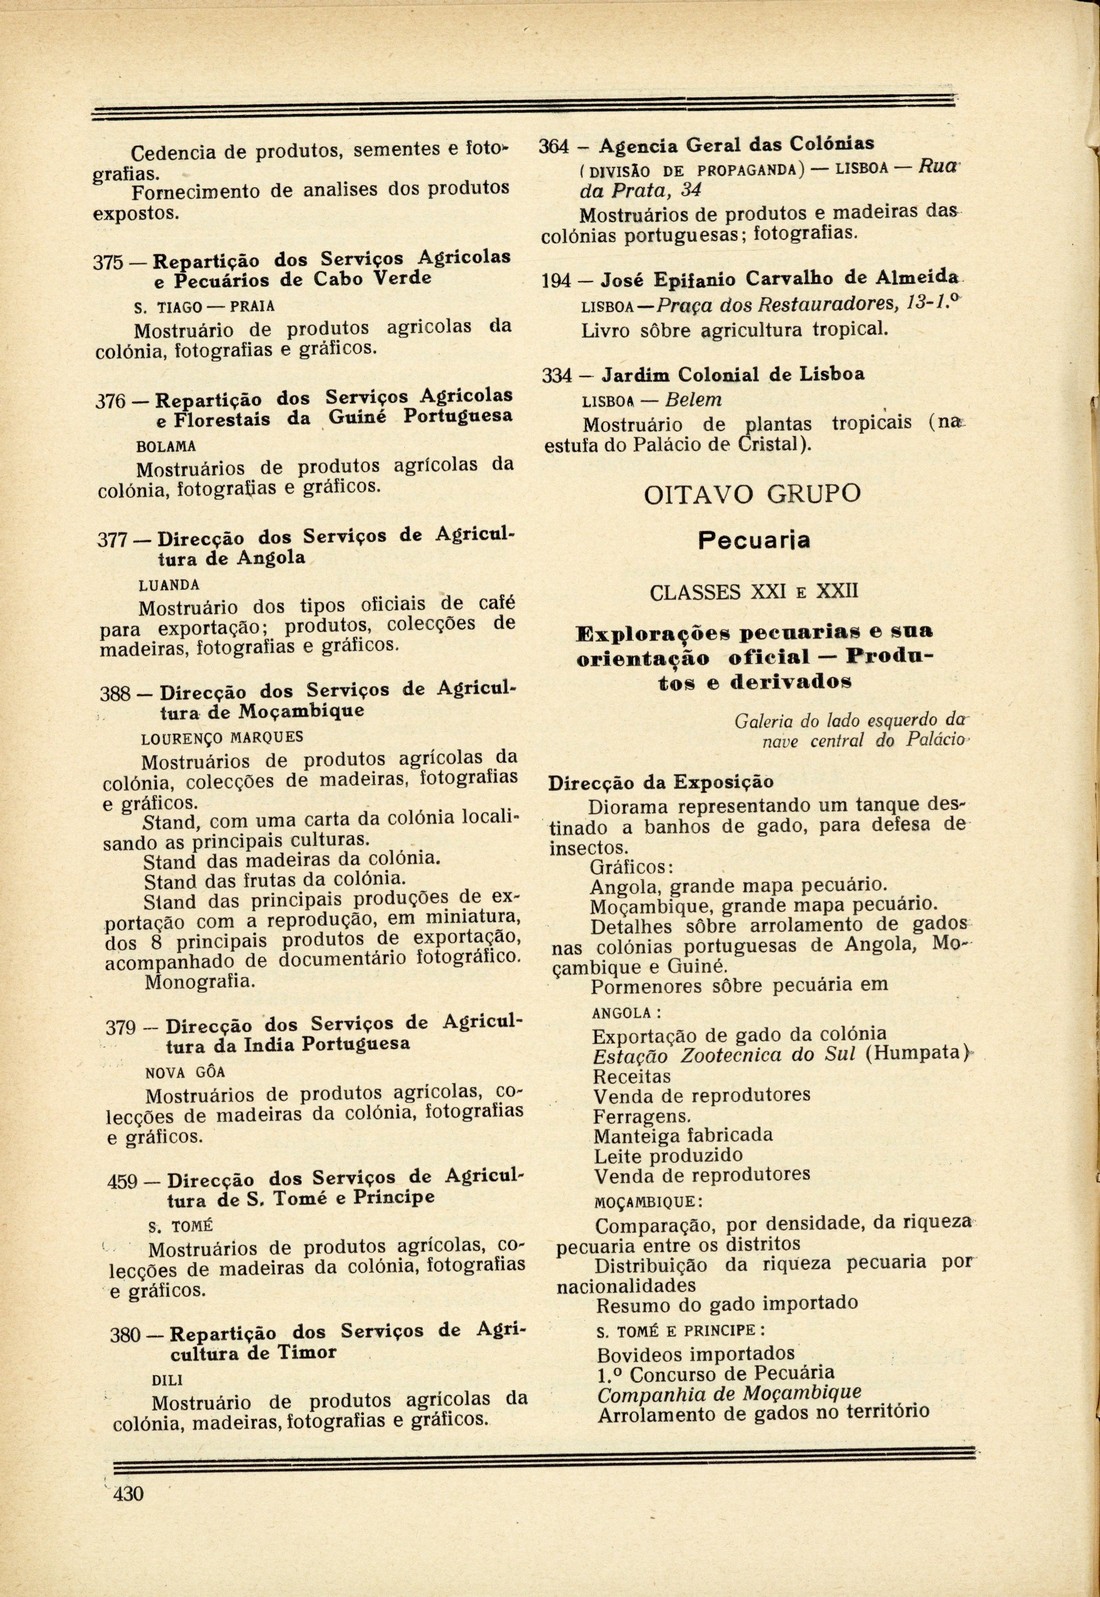 Cedencia de produtos, sementes e foto-
grafias.
Fornecimento de analises dos produtos
expostos.
375 — Repartição dos Serviços Agricolas
e Pecuários de Cabo Verde
S. TIAGO — PRAIA
Mostruário de produtos agricolas da
colónia, fotografias e gráficos.
376 — Repartição dos Serviços Agricolas
e Florestais da Guiné Portuguesa
BOLAMA
Mostruários de produtos agrícolas da
colónia, fotografias e gráficos.
377 — Direcção dos Serviços de Agricul-
tura de Angola
LUANDA
Mostruário dos tipos oficiais de café
para exportação; produtos, colecções de
madeiras, fotografias e gráficos.
388 — Direcção dos Serviços de Agricul-
tura de Moçambique
LOURENÇO MARQUES
Mostruários de produtos agrícolas da
colónia, colecções de madeiras, fotografias
e gráficos.
Stand, com uma carta da colónia locali-
sando as principais culturas.
Stand das madeiras da colónia.
Stand das frutas da colónia.
Stand das principais produções de ex-
portação com a reprodução, em miniatura,
dos 8 principais produtos de exportação,
acompanhado de documentário fotográfico.
Monografia.
379 — Direcção dos Serviços de Agricul-
tura da India Portuguesa
NOVA GÔA
Mostruários de produtos agrícolas, co-
lecções de madeiras da colónia, fotografias
e gráficos.
459 — Direcção dos Serviços de Agricul-
tura de S. Tomé e Principe
S. TOMÉ
Mostruários de produtos agrícolas, co-
lecções de madeiras da colónia, fotografias
e gráficos.
380 — Repartição dos Serviços de Agri-
cultura de Timor
DILI
Mostruário de produtos agrícolas da
colónia, madeiras, fotografias e gráficos.
364 — Agencia Geral das Colónias
(DIVISÃO DE PROPAGANDA) — LISBOA — Rua
da Prata, 34
Mostruários de produtos e madeiras das
colónias portuguesas; fotografias.
194 — José Epifanio Carvalho de Almeida
LISBOA — Praça dos Restauradores, 13-1.º
Livro sôbre agricultura tropical.
334 — Jardim Colonial de Lisboa
LISBOA — Belem
Mostruário de plantas tropicais (na
estufa do Palácio de Cristal).
OITAVO GRUPO
Pecuaria
CLASSES XXI E XXII
Explorações pecuarias e sua
orientação oficial — Produ-
tos e derivados
Galeria do lado esquerdo da
nave central do Palácio
Direcção da Exposição
Diorama representando um tanque des-
tinado a banhos de gado, para defesa de
insectos.
Gráficos:
Angola, grande mapa pecuário.
Moçambique, grande mapa pecuário.
Detalhes sôbre arrolamento de gados
nas colónias portuguesas de Angola, Mo-
çambique e Guiné.
Pormenores sôbre pecuária em
ANGOLA:
Exportação de gado da colónia
Estação Zootecnica do Sul (Humpata)
Receitas
Venda de reprodutores
Ferragens.
Manteiga fabricada
Leite produzido
Venda de reprodutores
MOÇAMBIQUE:
Comparação, por densidade, da riqueza
pecuaria entre os distritos
Distribuição da riqueza pecuaria por
nacionalidades
Resumo do gado importado
S. TOMÉ E PRINCIPE:
Bovideos importados
1.º Concurso de Pecuária
Companhia de Moçambique
Arrolamento de gados no território
430